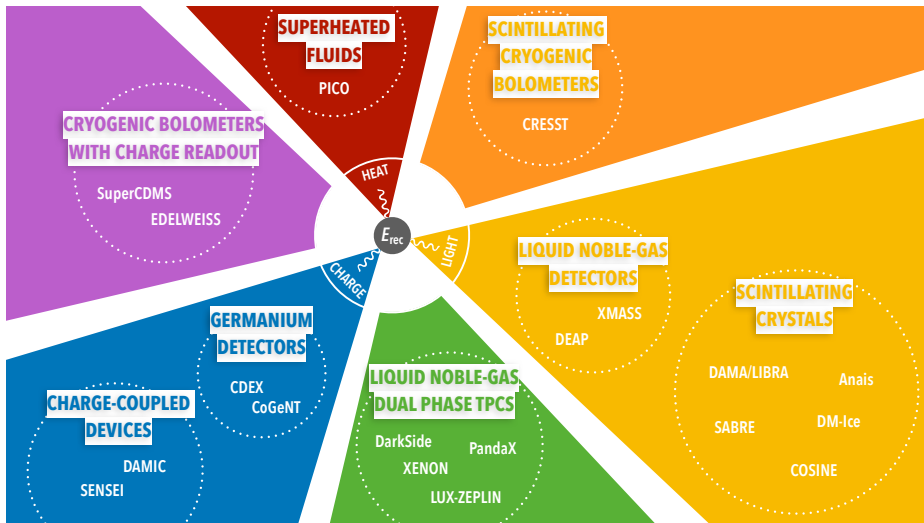 SUPERHEATED
FLUIDS
PICO
SCINTILLATING
CRYOGENIC
BOLOMETERS
CRESST
CRYOGENIC BOLOMETERS
WITH CHARGE READOUT
SuperCDMS
EDELWEISS
HEAT
Erec
LIGHT
CHARGE
LIQUID NOBLE-GAS
DETECTORS
XMASS
DEAP
SCINTILLATING
CRYSTALS
DAMA/LIBRA
Anais
SABRE
DM-Ice
COSINE
GERMANIUM
DETECTORS
CDEX
CoGeNT
CHARGE-COUPLED
DEVICES
DAMIC
SENSEI
LIQUID NOBLE-GAS
DUAL PHASE TPCS
DarkSide
PandaX
XENON
LUX-ZEPLIN